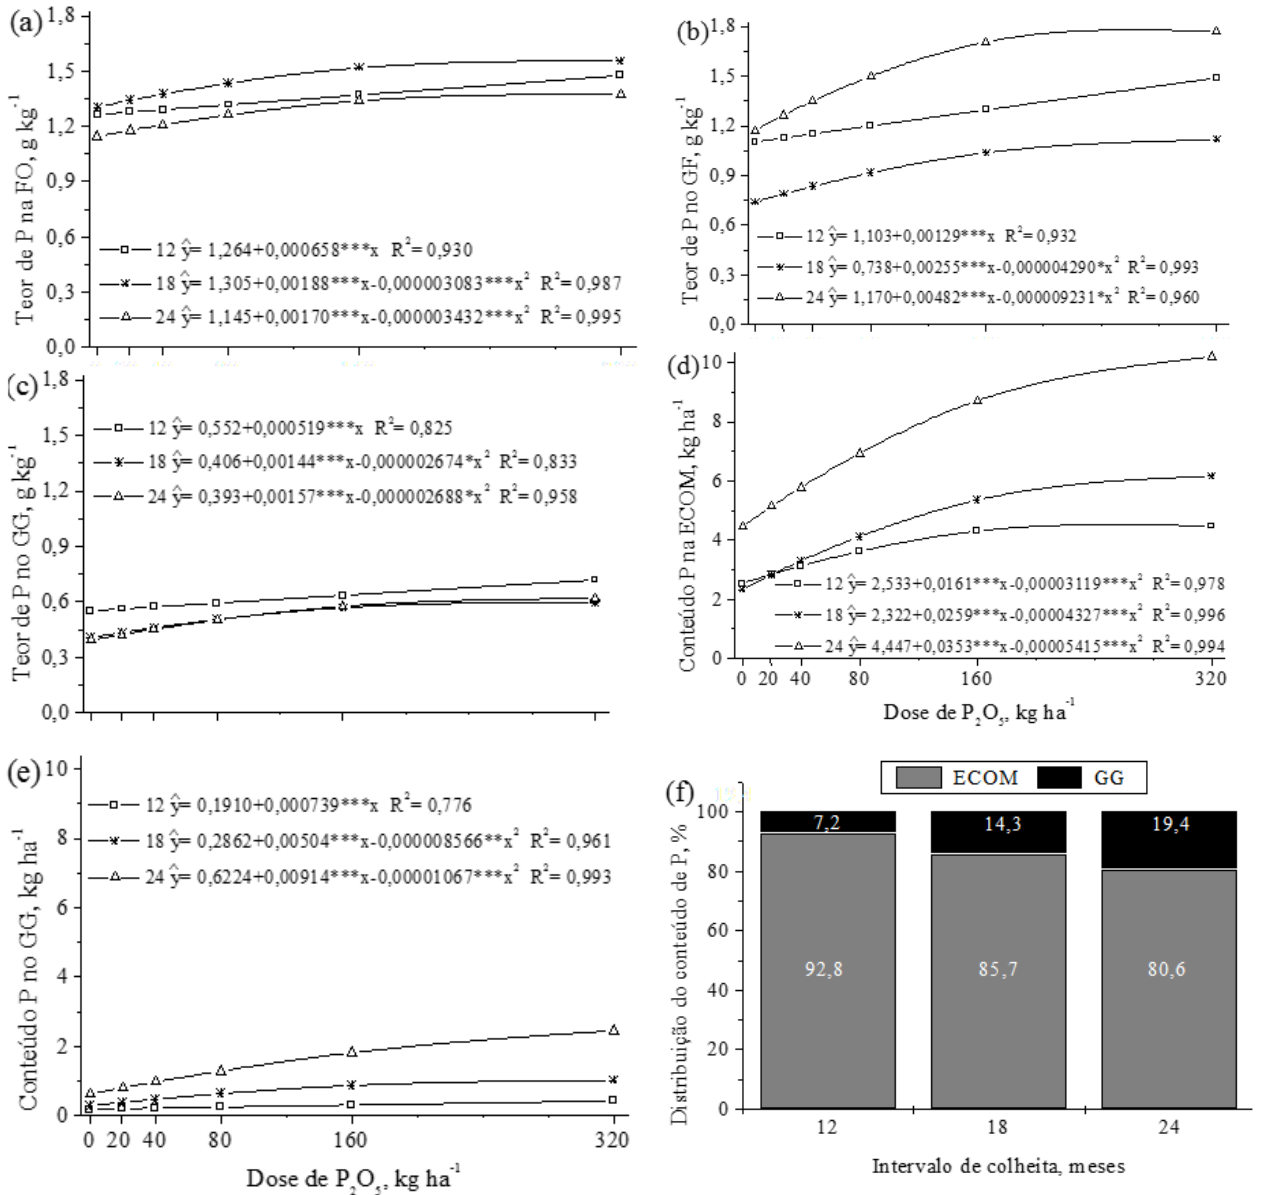 (a)
1,8
1,5
1,2
0,9
0,6
0,3
0,0
Teor de P na FO, g kg⁻¹
12 ŷ= 1,264+0,000658***x R²= 0,930
18 ŷ= 1,305+0,00188***x-0,000003083***x² R²= 0,987
24 ŷ= 1,145+0,00170***x-0,000003432***x² R²= 0,995
(b)
1,8
1,5
1,2
0,9
0,6
0,3
0,0
Teor de P no GF, g kg⁻¹
12 ŷ= 1,103+0,00129***x R²= 0,932
18 ŷ= 0,738+0,00255***x-0,000004290*x² R²= 0,993
24 ŷ= 1,170+0,00482***x-0,000009231*x² R²= 0,960
(c)
1,8
1,5
1,2
0,9
0,6
0,3
0,0
Teor de P no GG, g kg⁻¹
12 ŷ= 0,552+0,000519***x R²= 0,825
18 ŷ= 0,406+0,00144***x-0,000002674*x² R²= 0,833
24 ŷ= 0,393+0,00157***x-0,000002688*x² R²= 0,958
(d)
10
8
6
4
2
0
Conteúdo P na ECOM, kg ha⁻¹
12 ŷ= 2,533+0,0161***x-0,00003119***x² R²= 0,978
18 ŷ= 2,322+0,0259***x-0,00004327***x² R²= 0,996
24 ŷ= 4,447+0,0353***x-0,00005415***x² R²= 0,994
0 20 40 80 160 320
Dose de P₂O₅, kg ha⁻¹
(e)
10
8
6
4
2
0
Conteúdo P no GG, kg ha⁻¹
12 ŷ= 0,1910+0,000739***x R²= 0,776
18 ŷ= 0,2862+0,00504***x-0,000008566**x² R²= 0,961
24 ŷ= 0,6224+0,00914***x-0,00001067***x² R²= 0,993
0 20 40 80 160 320
Dose de P₂O₅, kg ha⁻¹
(f)
ECOM GG
100
80
60
40
20
0
Distribuição do conteúdo de P, %
7,2 14,3 19,4
92,8 85,7 80,6
12 18 24
Intervalo de colheita, meses